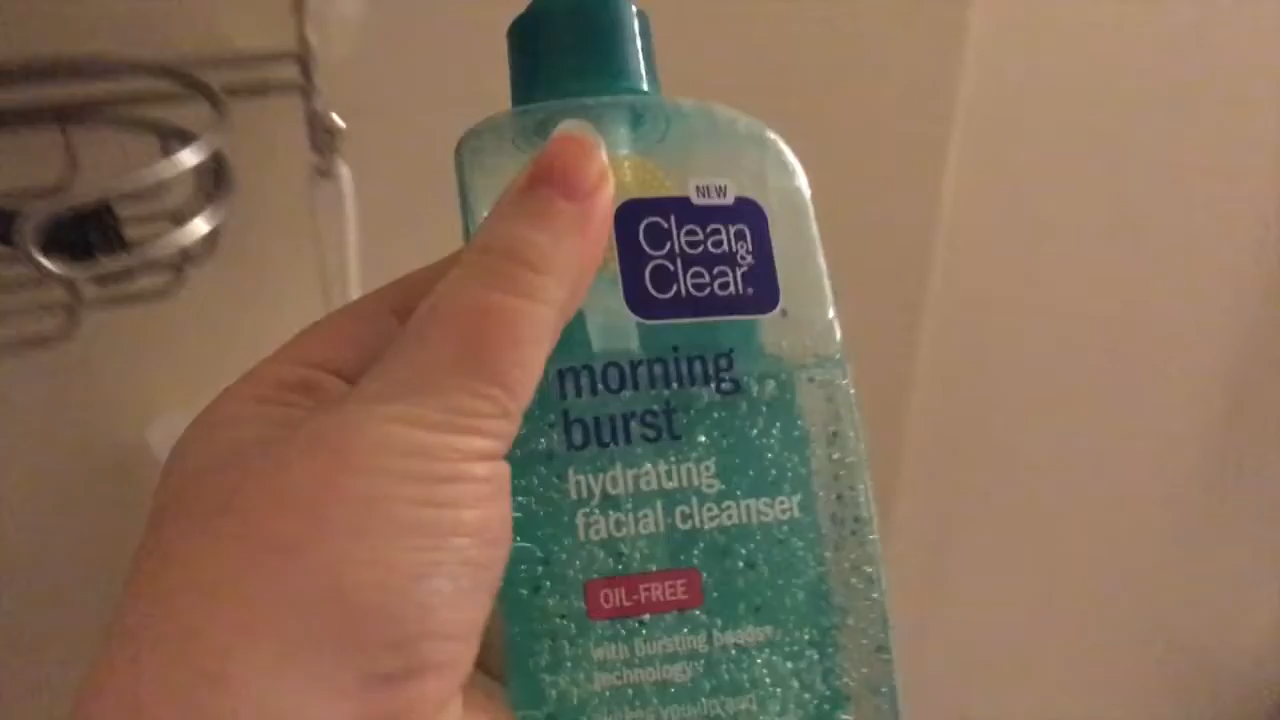 NEW
Clean
&
Clear.
morning
burst
hydrating
facial cleanser
OIL-FREE
with bursting beads
technology